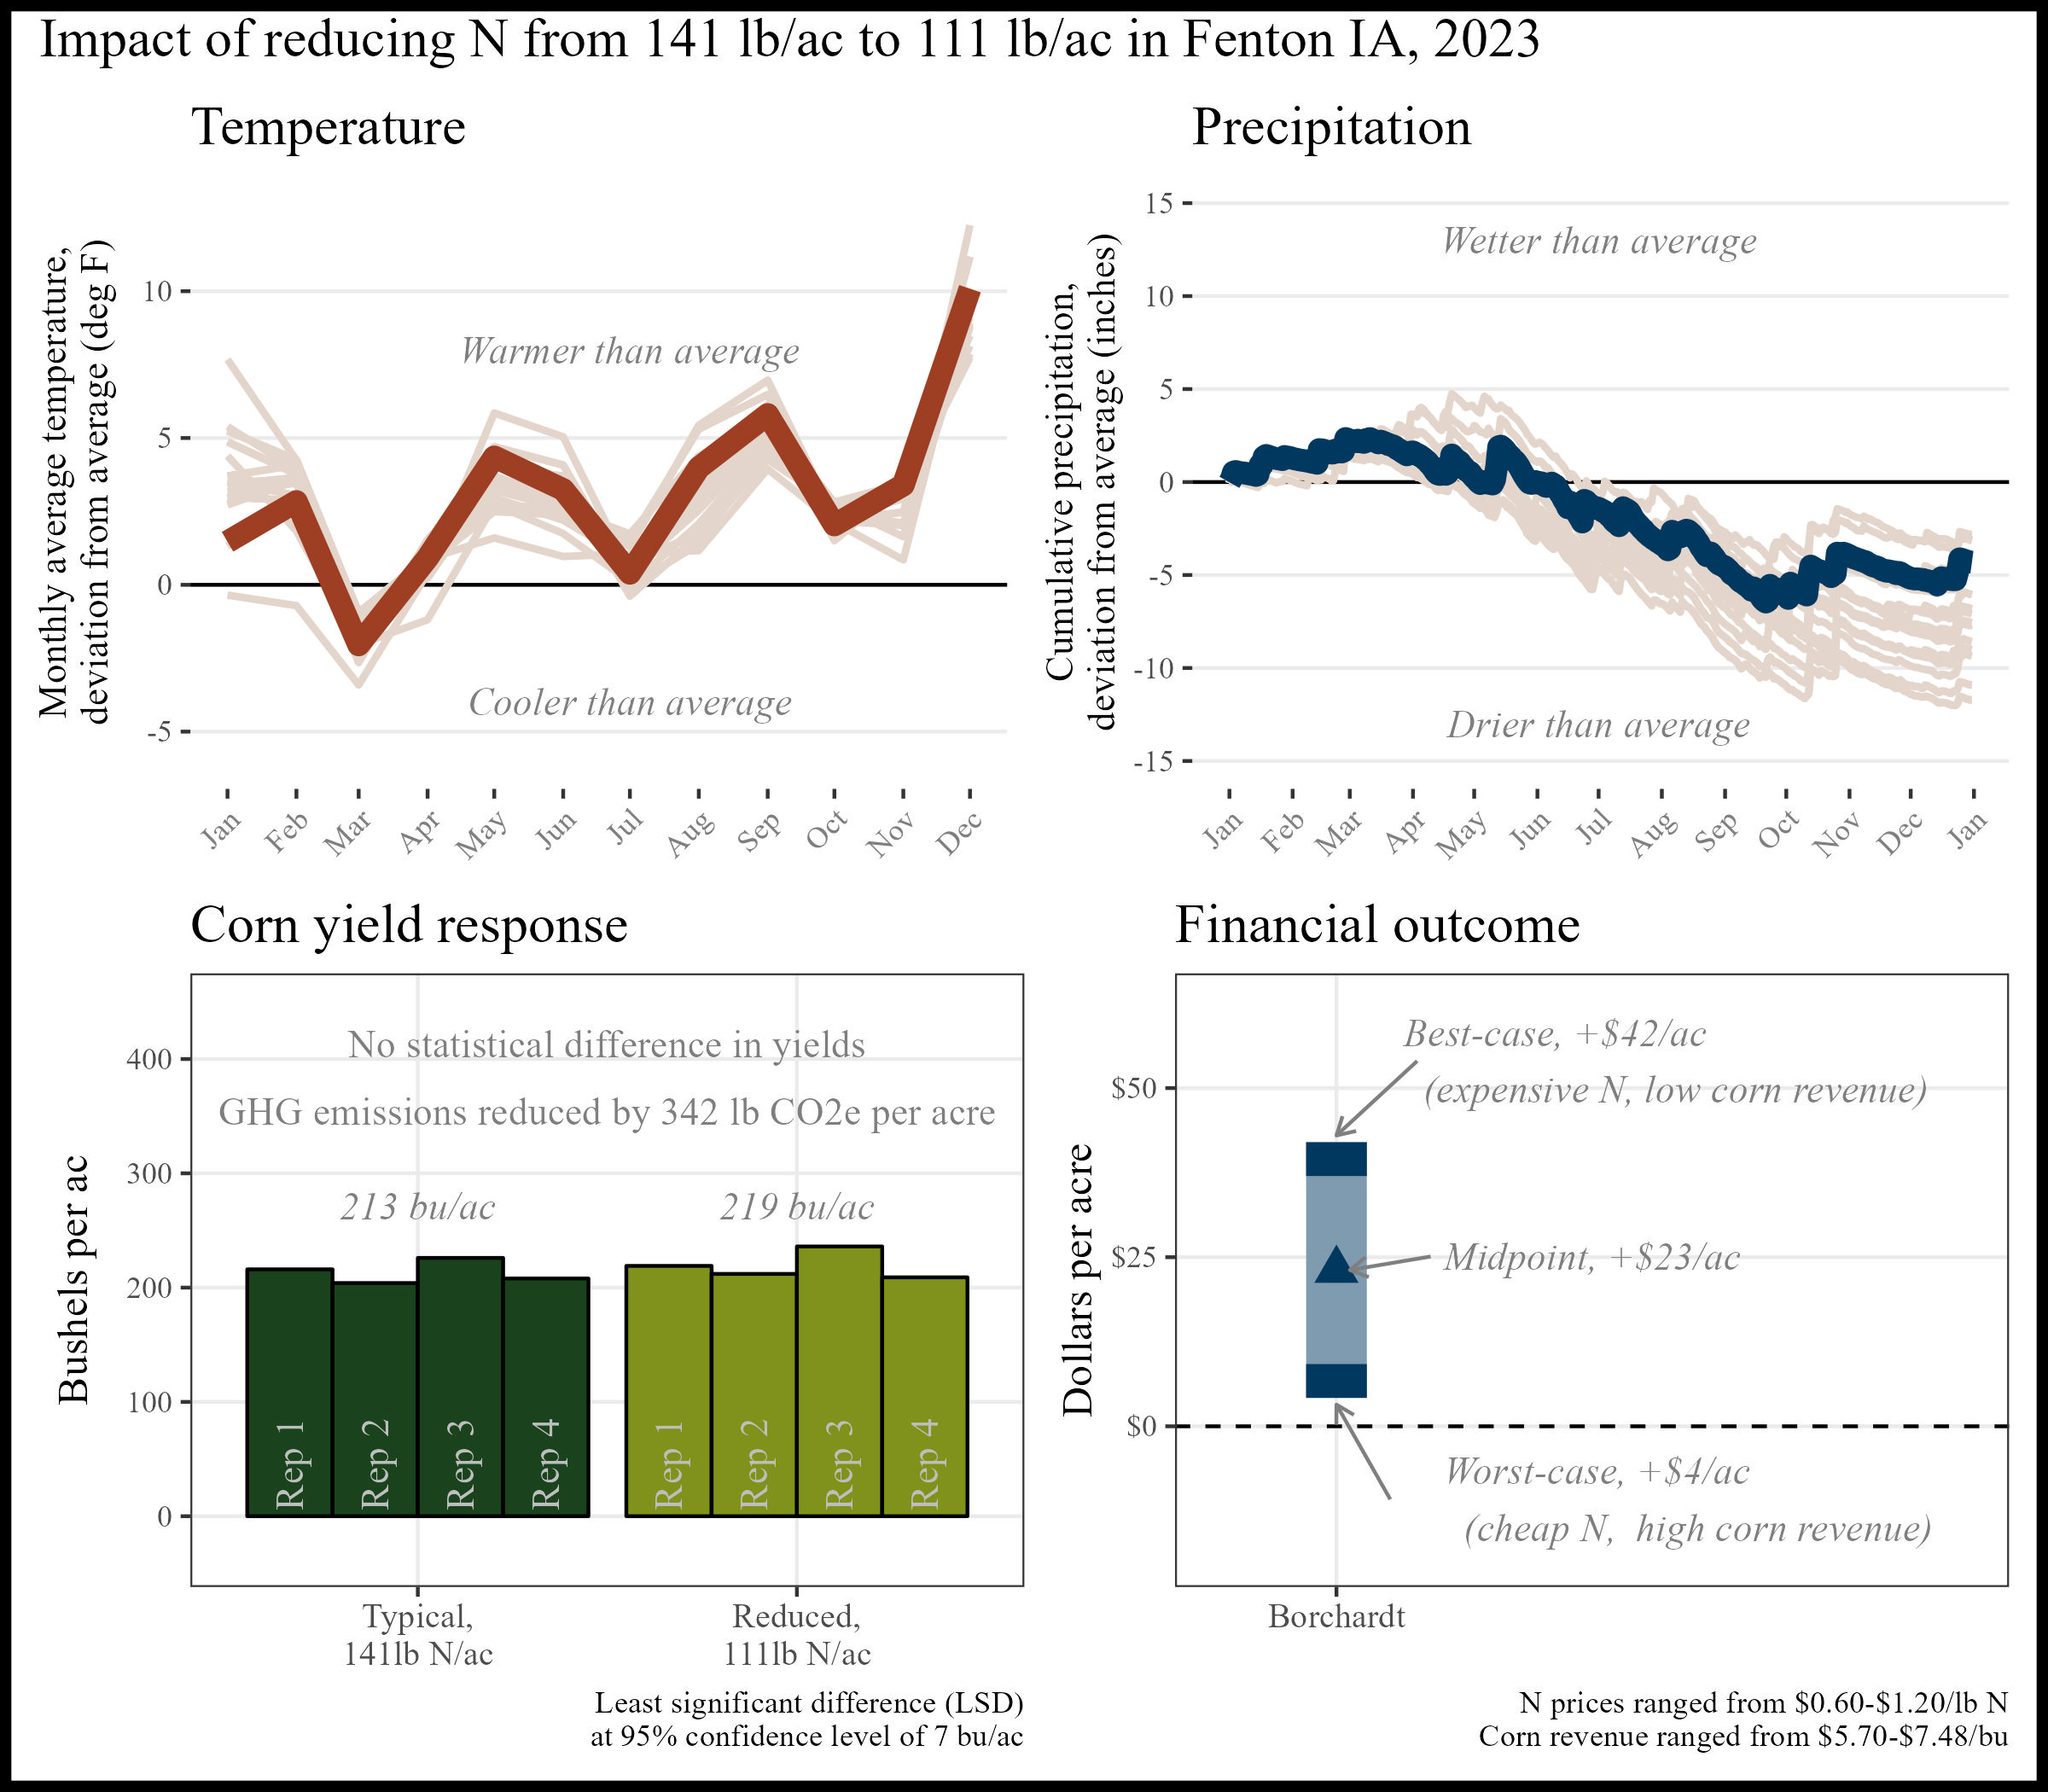 Impact of reducing N from 141 lb/ac to 111 lb/ac in Fenton IA, 2023
Temperature
Monthly average temperature,
deviation from average (deg F)
10
5
0
-5
Warmer than average
Cooler than average
Jan
Feb
Mar
Apr
May
Jun
Jul
Aug
Sep
Oct
Nov
Dec
Precipitation
Cumulative precipitation,
deviation from average (inches)
15
10
5
0
-5
-10
-15
Wetter than average
Drier than average
Jan
Feb
Mar
Apr
May
Jun
Jul
Aug
Sep
Oct
Nov
Dec
Jan
Corn yield response
Bushels per ac
400
300
200
100
0
No statistical difference in yields
GHG emissions reduced by 342 lb CO2e per acre
213 bu/ac
219 bu/ac
Rep 1
Rep 2
Rep 3
Rep 4
Rep 1
Rep 2
Rep 3
Rep 4
Typical,
141lb N/ac
Reduced,
111lb N/ac
Least significant difference (LSD)
at 95% confidence level of 7 bu/ac
Financial outcome
Dollars per acre
$50
$25
$0
Best-case, +$42/ac
(expensive N, low corn revenue)
Midpoint, +$23/ac
Worst-case, +$4/ac
(cheap N,  high corn revenue)
Borchardt
N prices ranged from $0.60-$1.20/lb N
Corn revenue ranged from $5.70-$7.48/bu